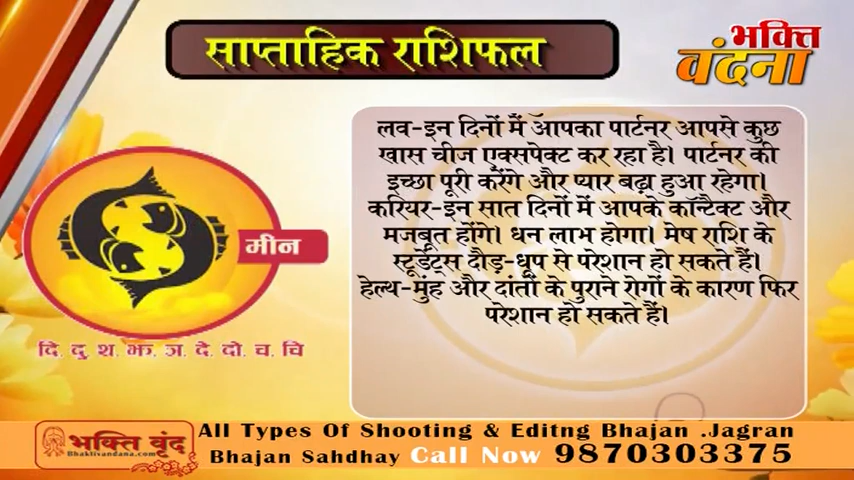 साप्ताहिक राशिफल
भक्ति
वंदना
लव-इन दिनों में आपका पार्टनर आपसे कुछ
खास चीज एक्सपेक्ट कर रहा है। पार्टनर की
इच्छा पूरी करेंगे और प्यार बढ़ा हुआ रहेगा।
करियर-इन सात दिनों में आपके कॉन्टैक्ट और
मजबूत होंगे। धन लाभ होगा। मेष राशि के
स्टूडेंट्स दौड़-धूप से परेशान हो सकते हैं।
हेल्थ-मुंह और दांतों के पुराने रोगों के कारण फिर
परेशान हो सकते हैं।
मीन
दि, दु, श, झ, ञ, दे, दो, च, चि
भक्ति वृंद
Bhaktivandana.com
All Types Of Shooting & Editng Bhajan .Jagran
Bhajan Sahdhay Call Now 9870303375